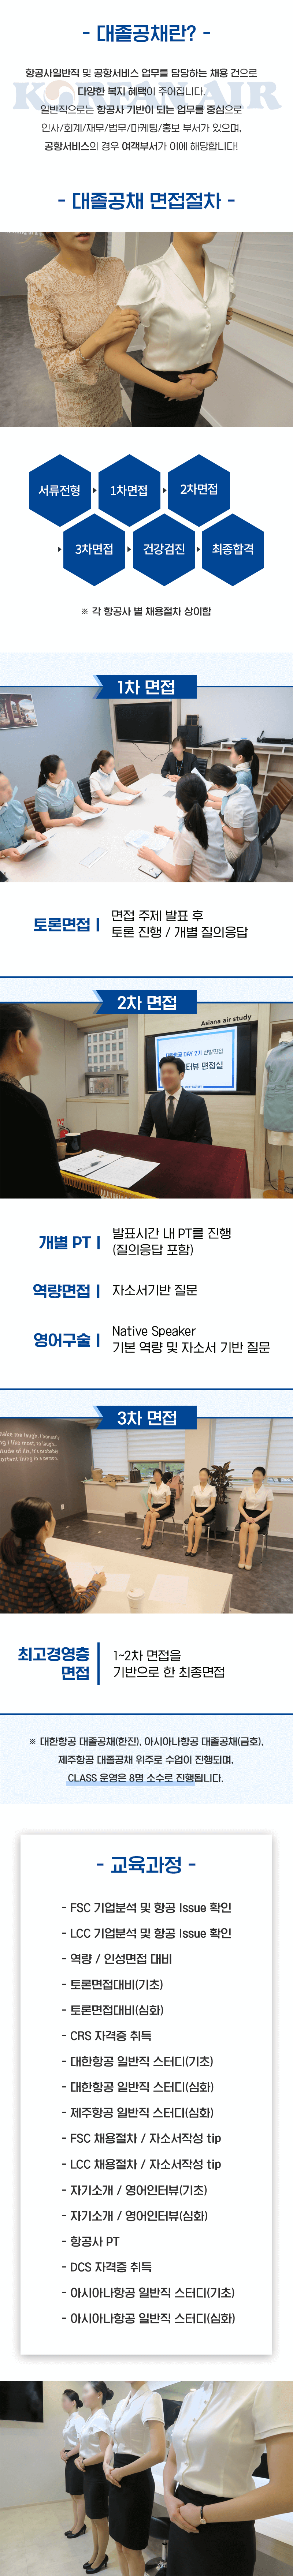 - 대졸공채란? -
KOREAN AIR
항공사일반직 및 공항서비스 업무를 담당하는 채용 건으로
다양한 복지 혜택이 주어집니다.
일반적으로는 항공사 기반이 되는 업무를 중심으로
인사/회계/재무/법무/마케팅/홍보 부서가 있으며,
공항서비스의 경우 여객부서가 이에 해당합니다!
- 대졸공채 면접절차 -
서류전형
1차면접
2차면접
3차면접
건강검진
최종합격
※ 각 항공사 별 채용절차 상이함
1차 면접
토론면접
면접 주제 발표 후
토론 진행 / 개별 질의응답
2차 면접
Asiana air study
개별 PT
발표시간 내 PT를 진행
(질의응답 포함)
역량면접
자소서기반 질문
영어구술
Native Speaker
기본 역량 및 자소서 기반 질문
3차 면접
make me laugh. I honestly
ng I like most, to laugh.
titude of ills, it's probably
portant thing in a person.
최고경영층
면접
1~2차 면접을
기반으로 한 최종면접
※ 대한항공 대졸공채(한진), 아시아나항공 대졸공채(금호),
제주항공 대졸공채 위주로 수업이 진행되며,
CLASS 운영은 8명 소수로 진행됩니다.
- 교육과정 -
- FSC 기업분석 및 항공 Issue 확인
- LCC 기업분석 및 항공 Issue 확인
- 역량 / 인성면접 대비
- 토론면접대비(기초)
- 토론면접대비(심화)
- CRS 자격증 취득
- 대한항공 일반직 스터디(기초)
- 대한항공 일반직 스터디(심화)
- 제주항공 일반직 스터디(심화)
- FSC 채용절차 / 자소서작성 tip
- LCC 채용절차 / 자소서작성 tip
- 자기소개 / 영어인터뷰(기초)
- 자기소개 / 영어인터뷰(심화)
- 항공사 PT
- DCS 자격증 취득
- 아시아나항공 일반직 스터디(기초)
- 아시아나항공 일반직 스터디(심화)